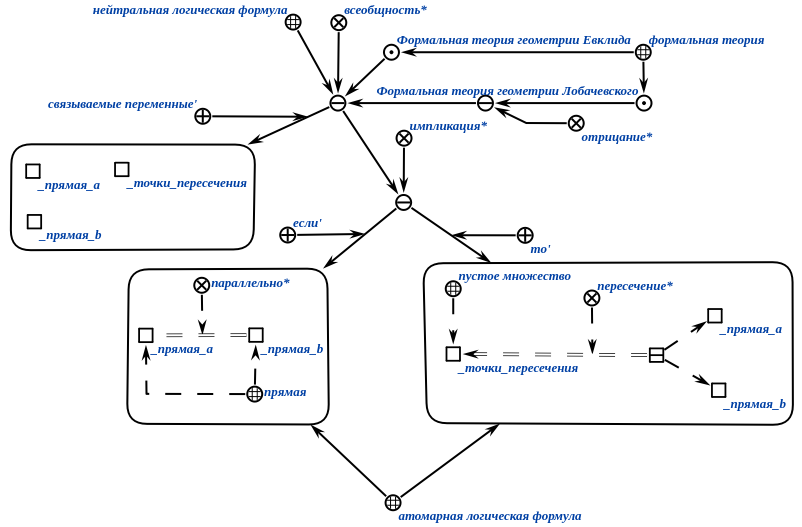 нейтральная логическая формула
всеобщность*
Формальная теория геометрии Евклида
формальная теория
Формальная теория геометрии Лобачевского
связываемые переменные'
импликация*
отрицание*
_прямая_a
_точки_пересечения
_прямая_b
если'
то'
параллельно*
_прямая_a
_прямая_b
прямая
пустое множество
пересечение*
_прямая_a
_точки_пересечения
_прямая_b
атомарная логическая формула